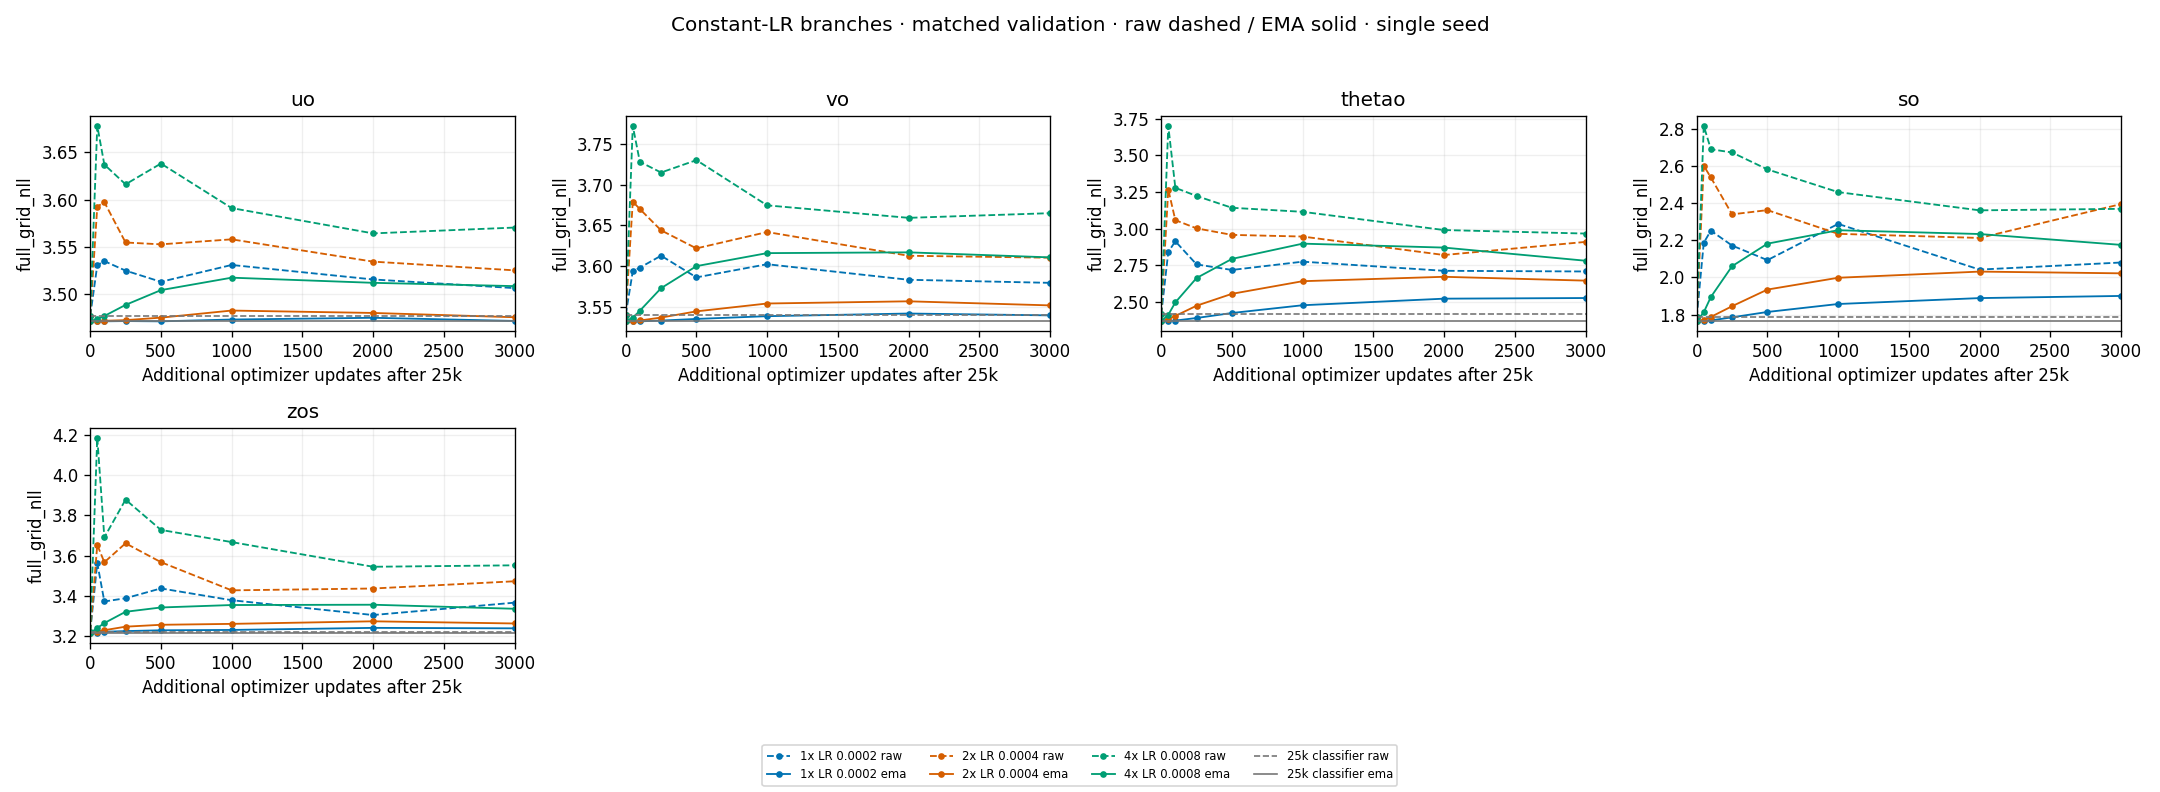 Constant-LR branches · matched validation · raw dashed / EMA solid · single seed
uo
full_grid_nll
3.65
3.60
3.55
3.50
0 500 1000 1500 2000 2500 3000
Additional optimizer updates after 25k
vo
full_grid_nll
3.75
3.70
3.65
3.60
3.55
0 500 1000 1500 2000 2500 3000
Additional optimizer updates after 25k
thetao
full_grid_nll
3.75
3.50
3.25
3.00
2.75
2.50
0 500 1000 1500 2000 2500 3000
Additional optimizer updates after 25k
so
full_grid_nll
2.8
2.6
2.4
2.2
2.0
1.8
0 500 1000 1500 2000 2500 3000
Additional optimizer updates after 25k
zos
full_grid_nll
4.2
4.0
3.8
3.6
3.4
3.2
0 500 1000 1500 2000 2500 3000
Additional optimizer updates after 25k
1x LR 0.0002 raw
1x LR 0.0002 ema
2x LR 0.0004 raw
2x LR 0.0004 ema
4x LR 0.0008 raw
4x LR 0.0008 ema
25k classifier raw
25k classifier ema